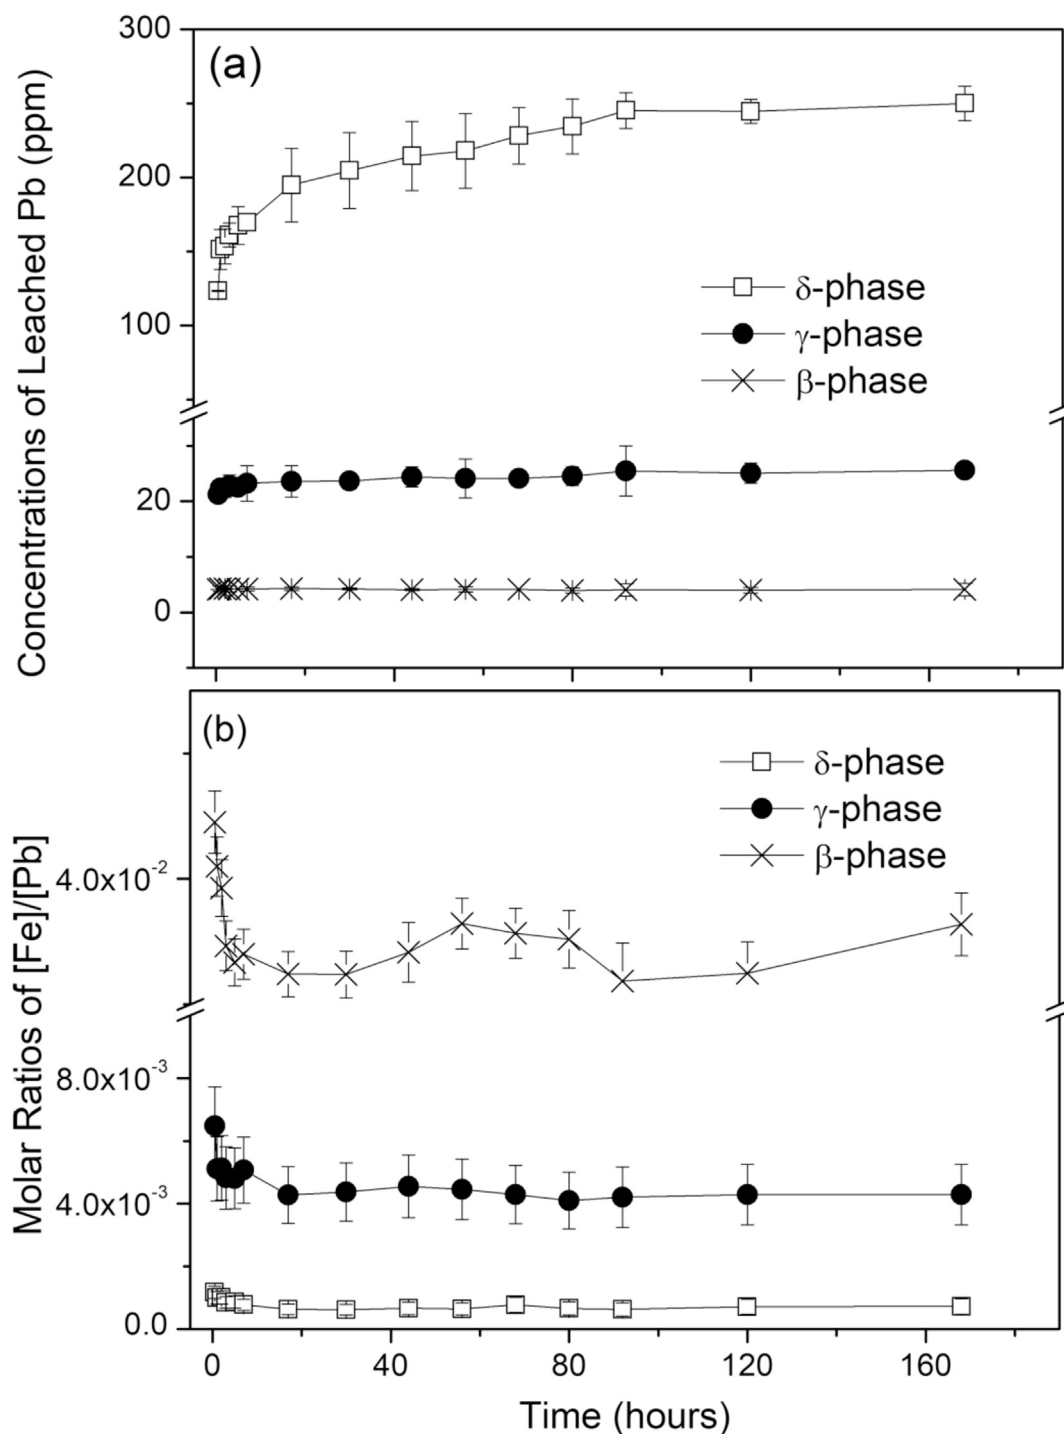 300
(a)
200
100
20
0
Concentrations of Leached Pb (ppm)
δ-phase
γ-phase
β-phase
(b)
δ-phase
γ-phase
β-phase
4.0x10⁻²
8.0x10⁻³
4.0x10⁻³
0.0
Molar Ratios of [Fe]/[Pb]
0 40 80 120 160
Time (hours)